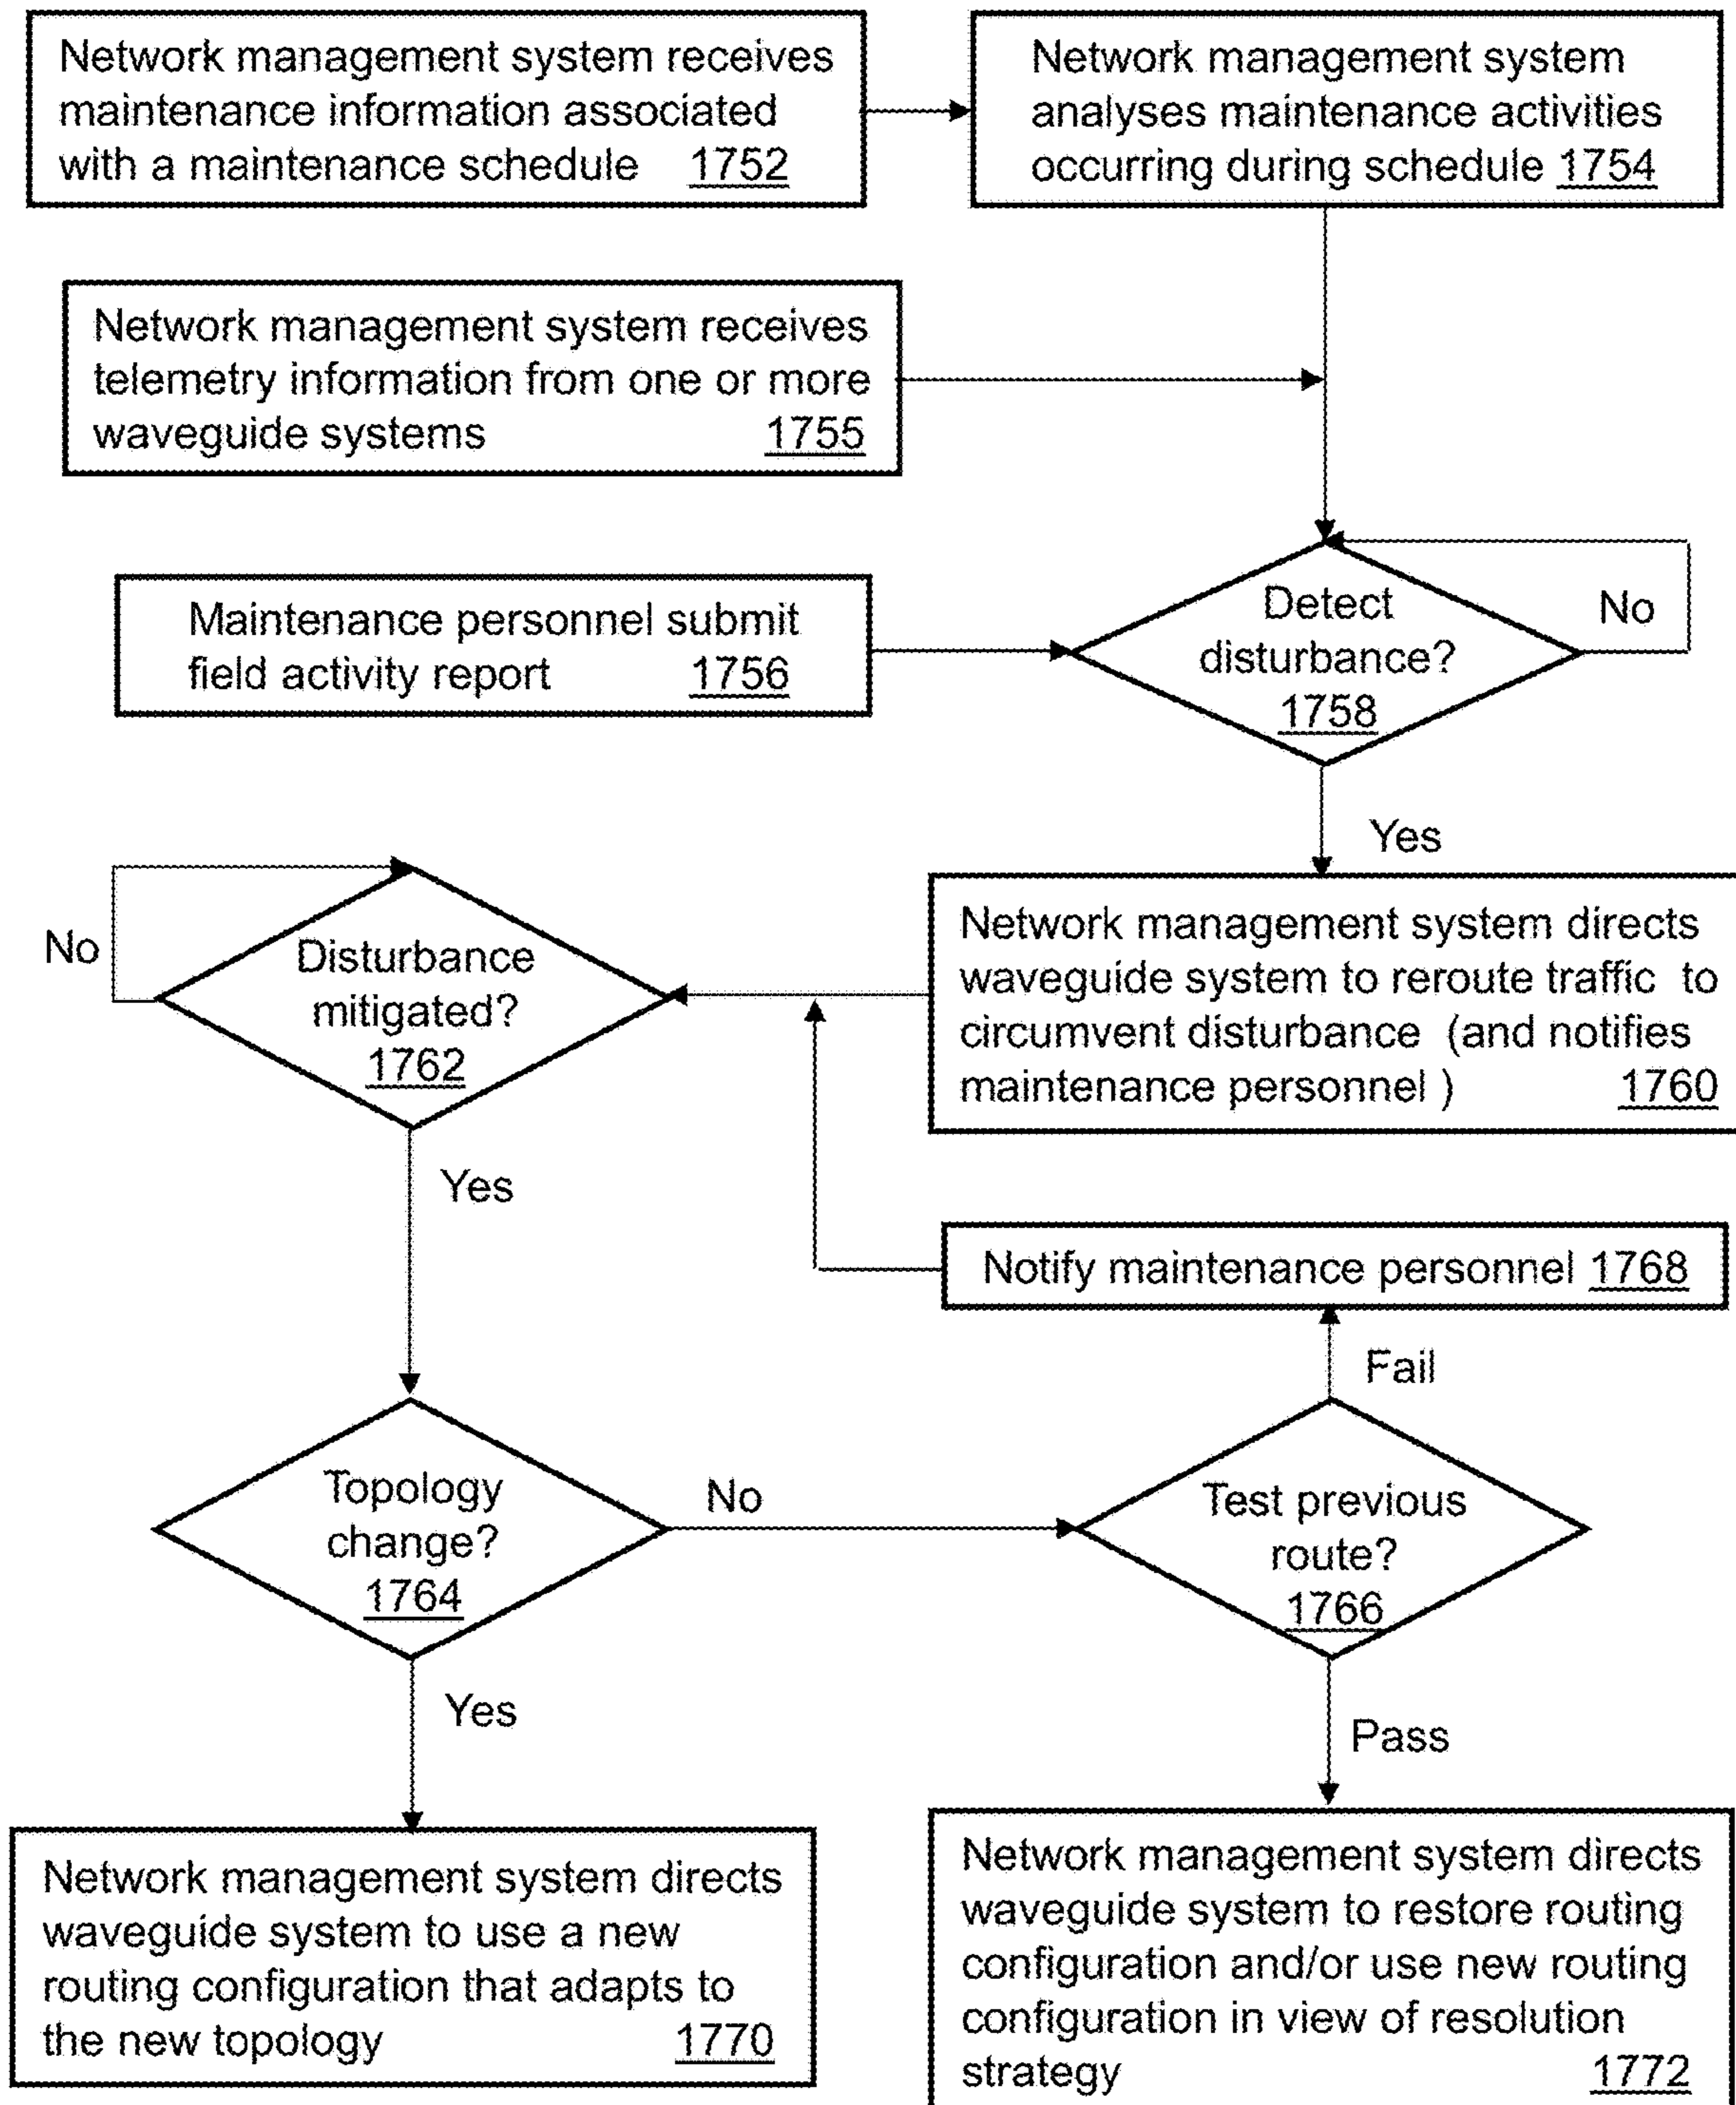 Network management system receives
maintenance information associated
with a maintenance schedule 1752
Network management system
analyses maintenance activities
occurring during schedule 1754
Network management system receives
telemetry information from one or more
waveguide systems 1755
Maintenance personnel submit
field activity report 1756
Detect
disturbance?
1758
No
Yes
Network management system directs
waveguide system to reroute traffic to
circumvent disturbance (and notifies
maintenance personnel ) 1760
Disturbance
mitigated?
1762
No
Yes
Notify maintenance personnel 1768
Fail
Topology
change?
1764
No
Test previous
route?
1766
Yes
Pass
Network management system directs
waveguide system to use a new
routing configuration that adapts to
the new topology 1770
Network management system directs
waveguide system to restore routing
configuration and/or use new routing
configuration in view of resolution
strategy 1772